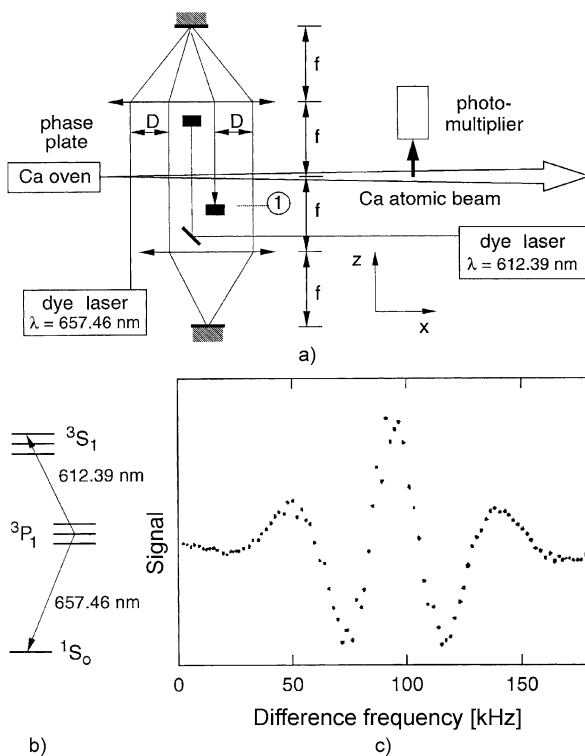 f
D
D
f
photo-
multiplier
phase
plate
Ca oven
1
f
Ca atomic beam
z
x
dye laser
λ = 612.39 nm
f
dye laser
λ = 657.46 nm
a)
³S₁
612.39 nm
³P₁
657.46 nm
¹S₀
b)
Signal
0
50
100
150
Difference frequency [kHz]
c)